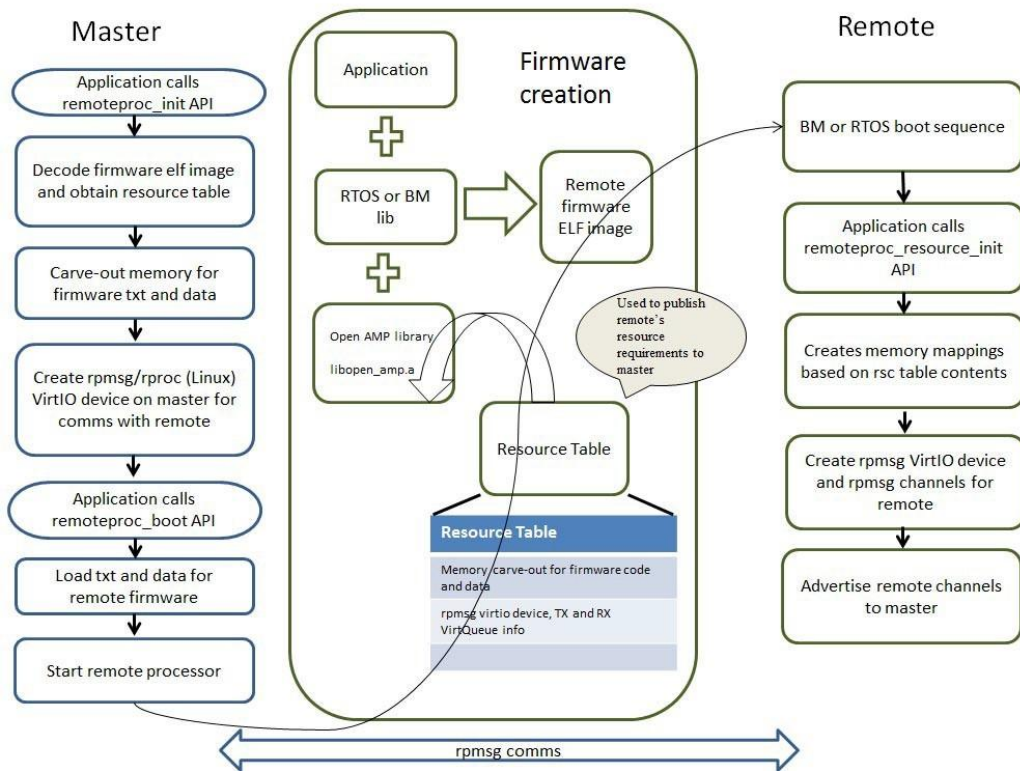 Master
Application calls
remoteproc_init API
Decode firmware elf image
and obtain resource table
Carve-out memory for
firmware txt and data
Create rpmsg/rproc (Linux)
VirtIO device on master for
comms with remote
Application calls
remoteproc_boot API
Load txt and data for
remote firmware
Start remote processor
Firmware
creation
Application
RTOS or BM
lib
Remote
firmware
ELF image
Open AMP library
libopen_amp.a
Used to publish
remote`s
resource
requirements to
master
Resource Table
Resource Table
Memory carve-out for firmware code
and data
rpmsg virtio device, TX and RX
VirtQueue info
Remote
BM or RTOS boot sequence
Application calls
remoteproc_resource_init
API
Creates memory mappings
based on rsc table contents
Create rpmsg VirtIO device
and rpmsg channels for
remote
Advertise remote channels
to master
rpmsg comms